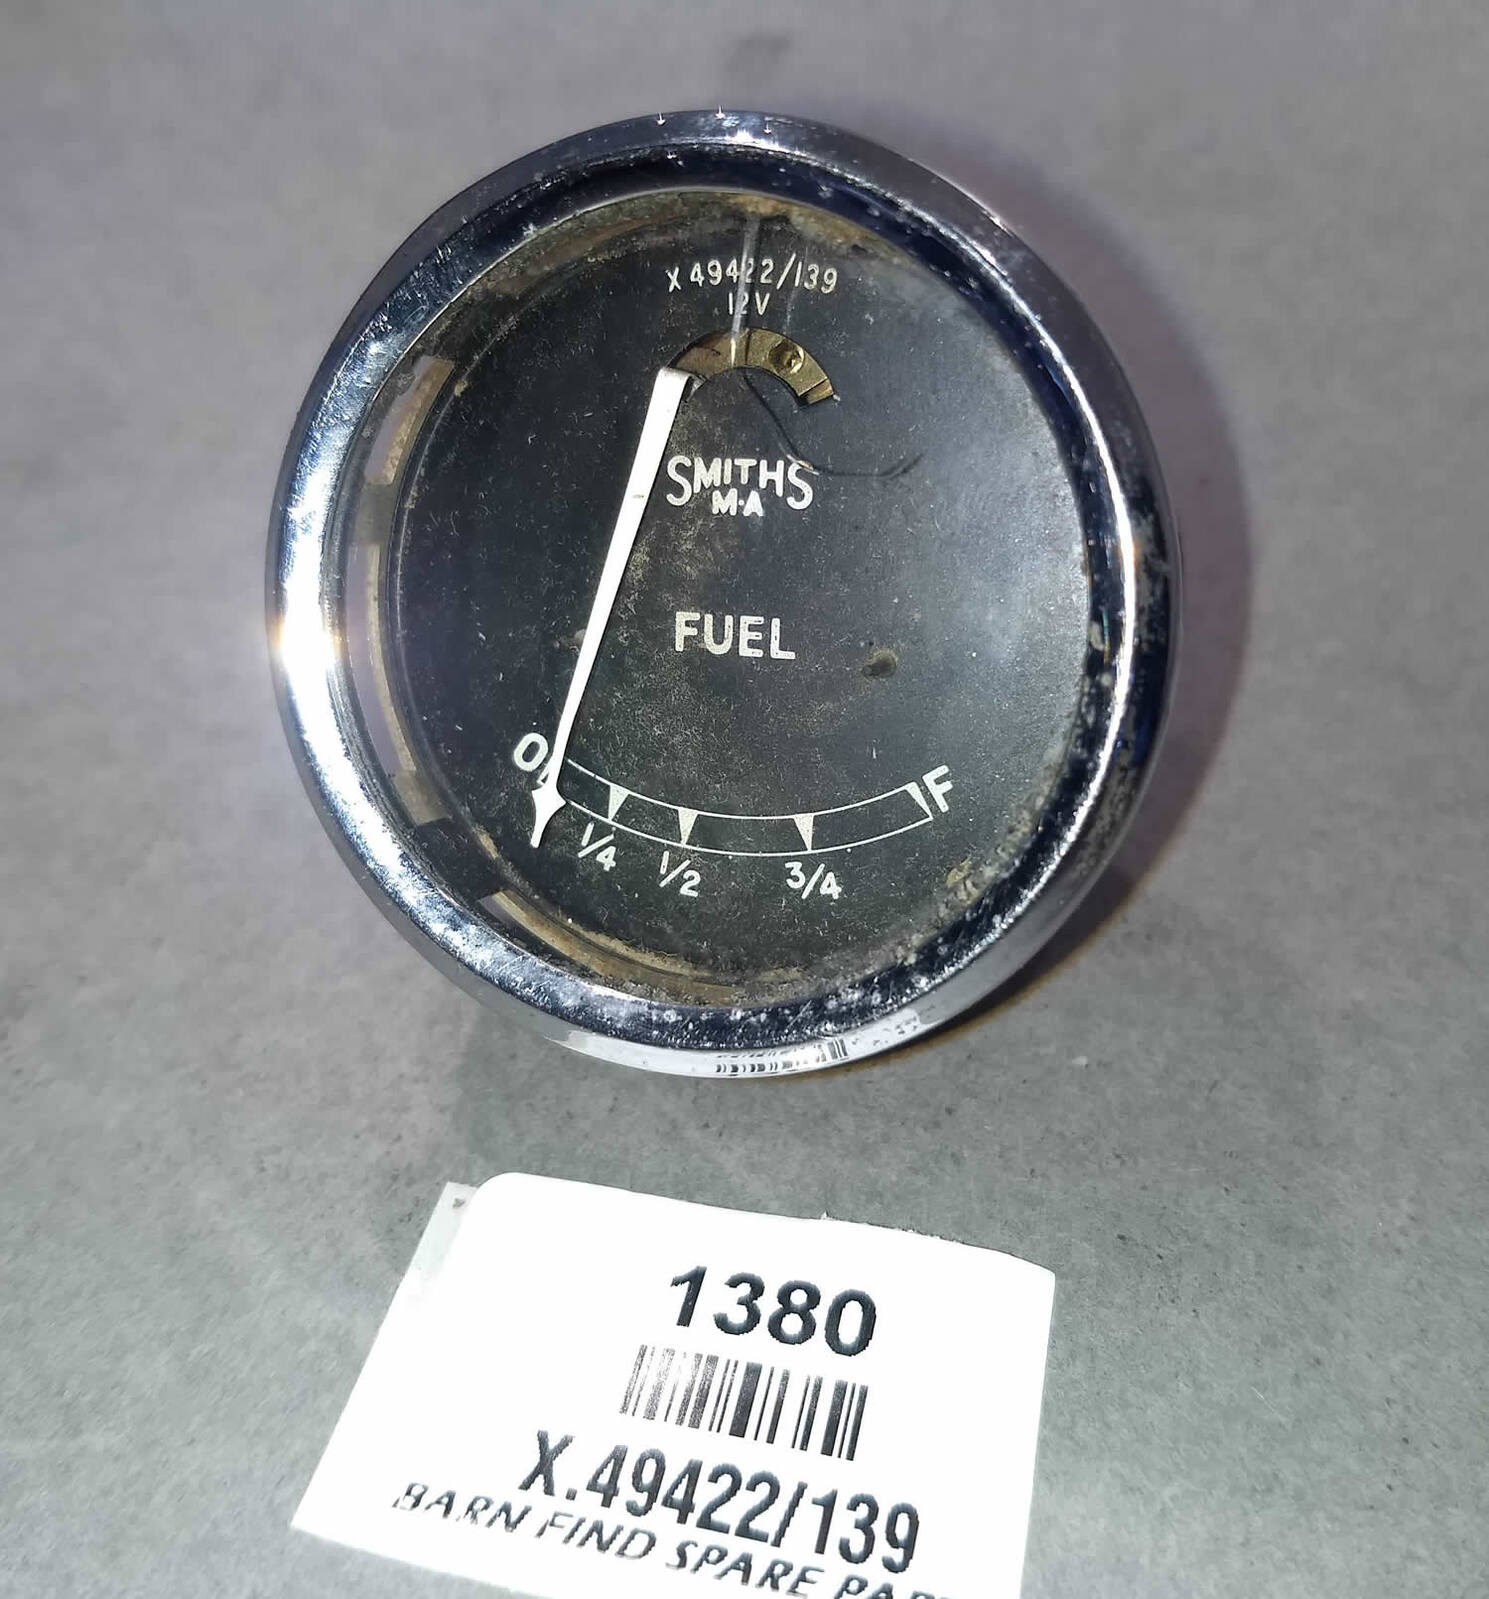 X 49422/139
12V
SMITHS
M·A
FUEL
O
F
1/4
1/2
3/4
1380
X.49422/139
BARN FIND SPARE